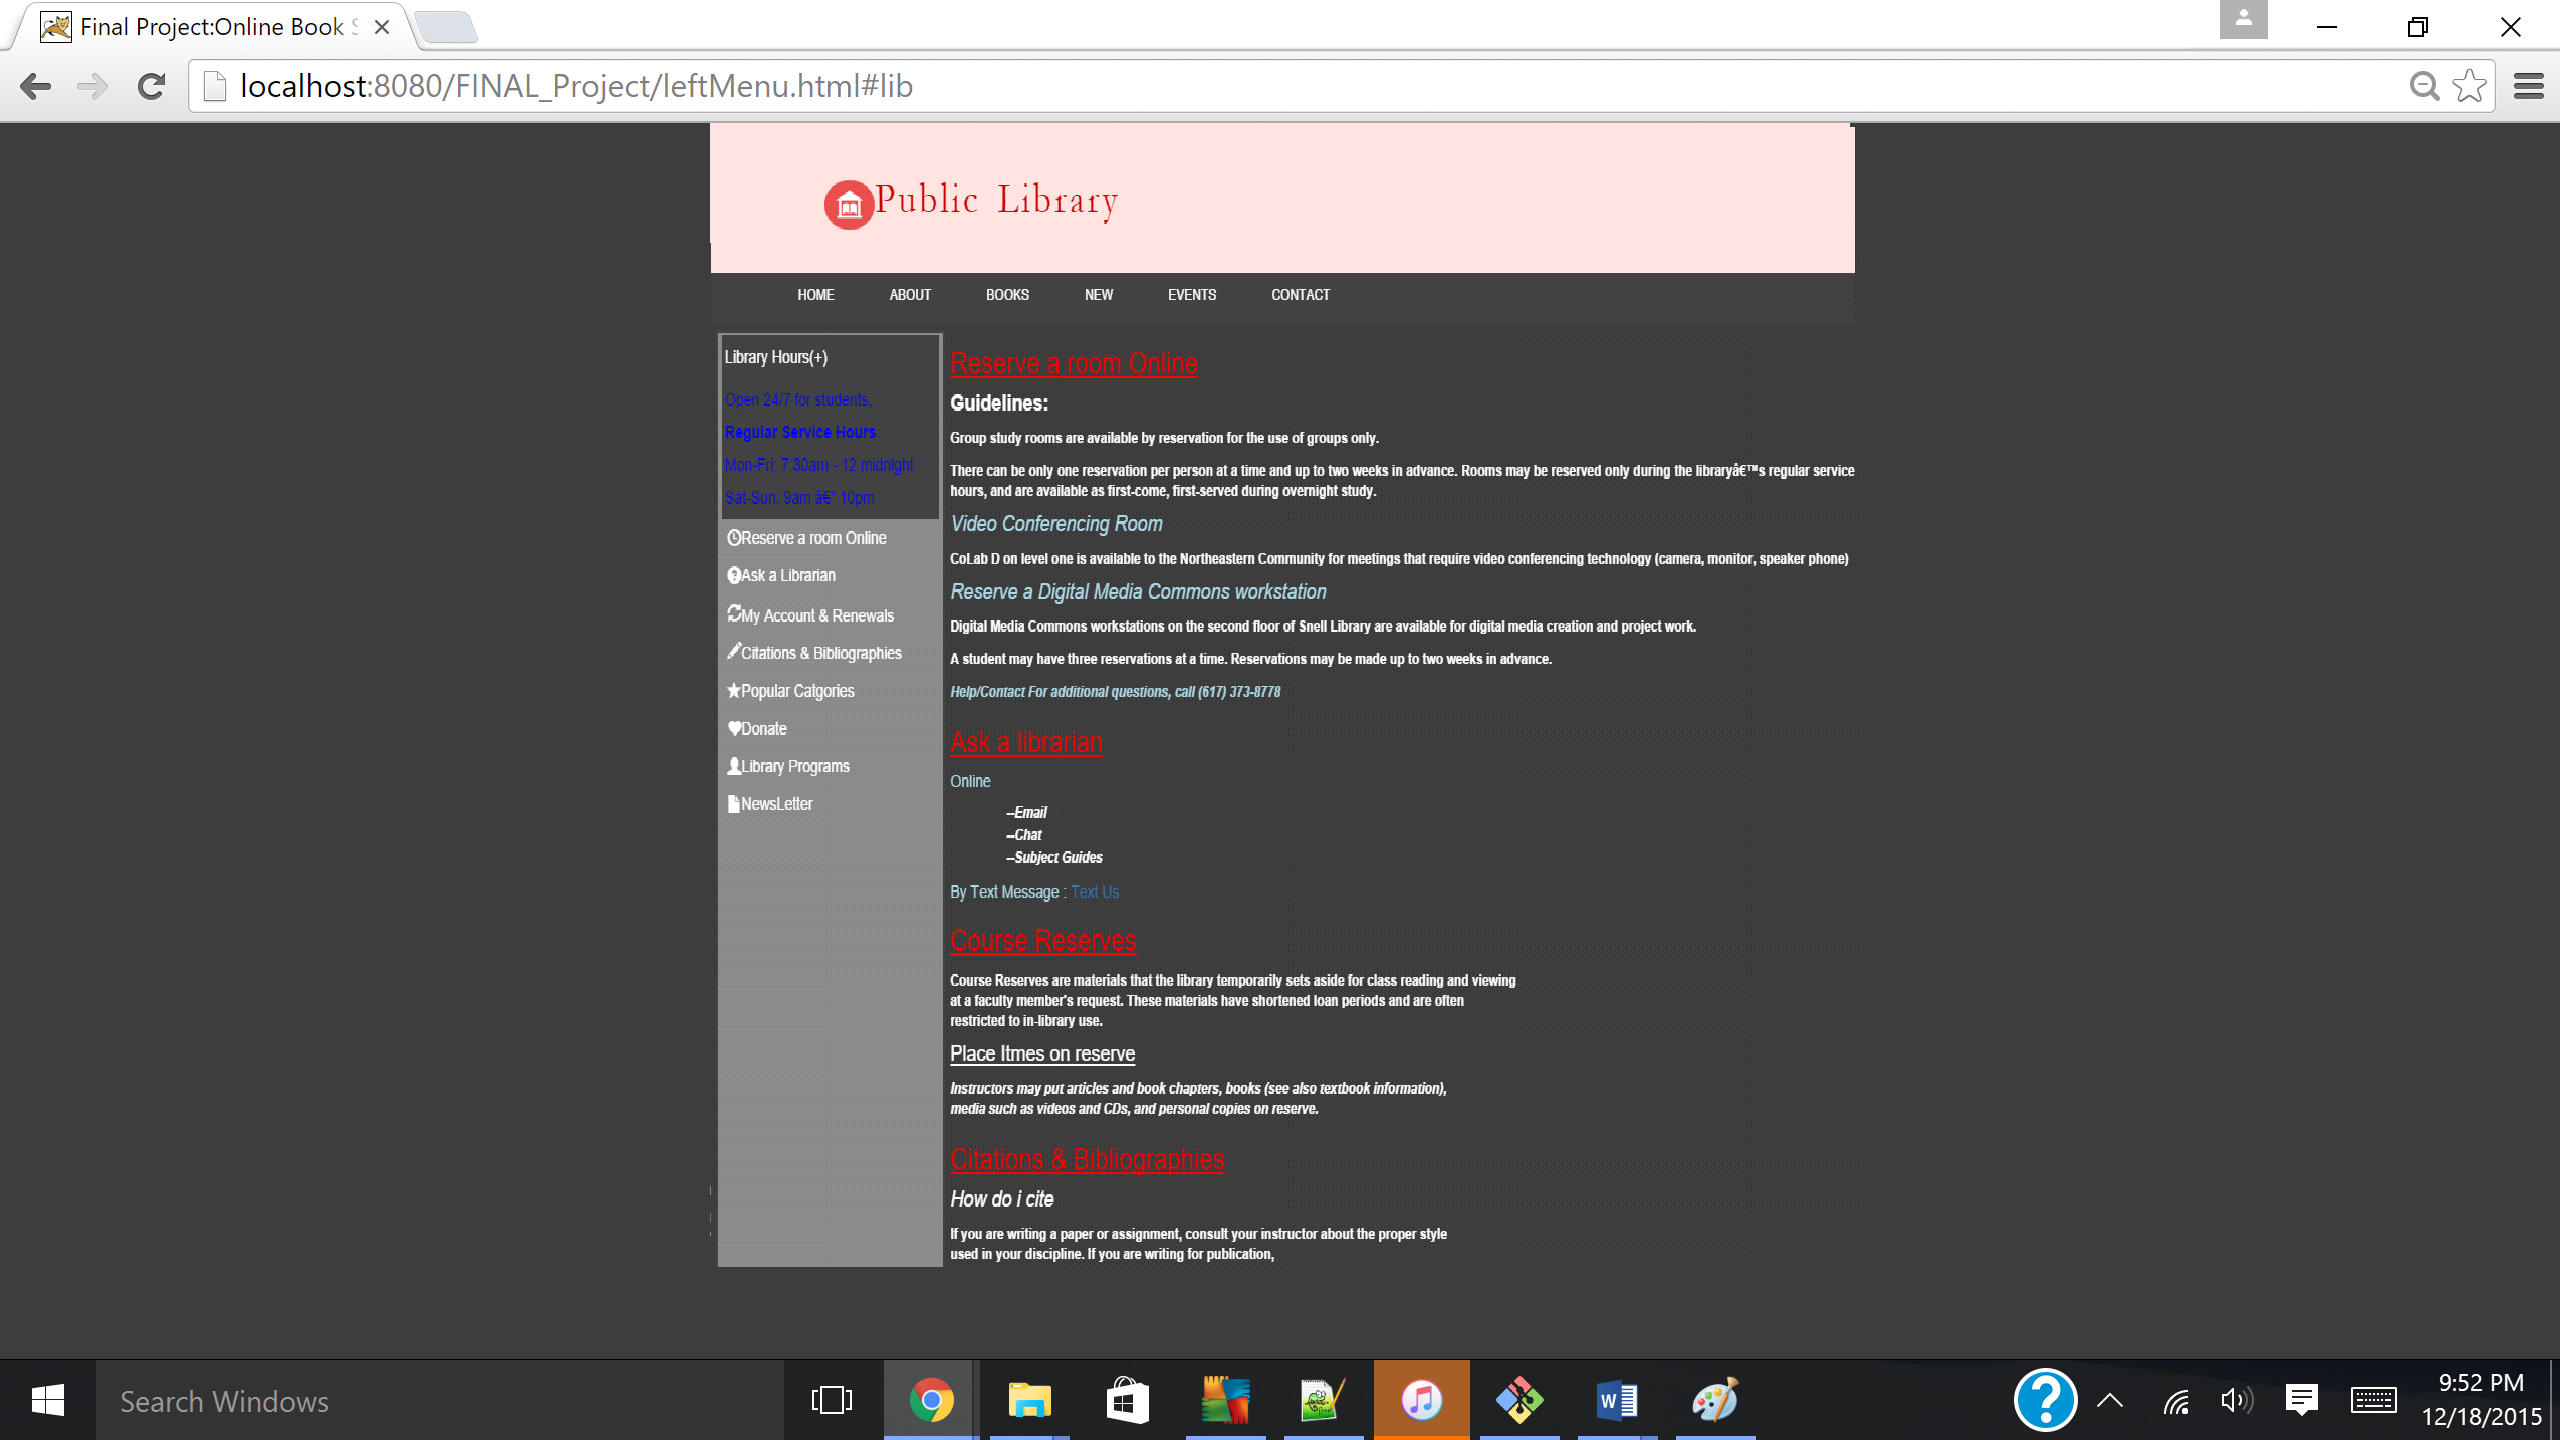 Final Project:Online Book S
localhost:8080/FINAL_Project/leftMenu.html#lib
Public Library
HOME ABOUT BOOKS NEW EVENTS CONTACT
Library Hours(+)
Open 24/7 for students,
Regular Service Hours
Mon-Fri: 7:30am - 12 midnight
Sat-Sun: 9am â€“ 10pm
Reserve a room Online
Ask a Librarian
My Account & Renewals
Citations & Bibliographies
Popular Catgories
Donate
Library Programs
NewsLetter
Reserve a room Online
Guidelines:
Group study rooms are available by reservation for the use of groups only.
There can be only one reservation per person at a time and up to two weeks in advance. Rooms may be reserved only during the libraryâ€™s regular service
hours, and are available as first-come, first-served during overnight study.
Video Conferencing Room
CoLab D on level one is available to the Northeastern Community for meetings that require video conferencing technology (camera, monitor, speaker phone)
Reserve a Digital Media Commons workstation
Digital Media Commons workstations on the second floor of Snell Library are available for digital media creation and project work.
A student may have three reservations at a time. Reservations may be made up to two weeks in advance.
Help/Contact For additional questions, call (617) 373-8778
Ask a librarian
Online
--Email
--Chat
--Subject Guides
By Text Message : Text Us
Course Reserves
Course Reserves are materials that the library temporarily sets aside for class reading and viewing
at a faculty member's request. These materials have shortened loan periods and are often
restricted to in-library use.
Place Itmes on reserve
Instructors may put articles and book chapters, books (see also textbook information),
media such as videos and CDs, and personal copies on reserve.
Citations & Bibliographies
How do i cite
If you are writing a paper or assignment, consult your instructor about the proper style
used in your discipline. If you are writing for publication,
Search Windows
9:52 PM
12/18/2015